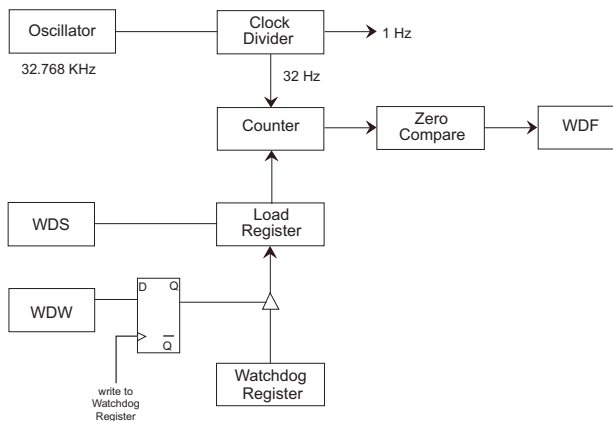 Oscillator
Clock
Divider
1 Hz
32.768 KHz
32 Hz
Counter
Zero
Compare
WDF
WDS
Load
Register
WDW
D
Q
Q
Watchdog
Register
write to
Watchdog
Register